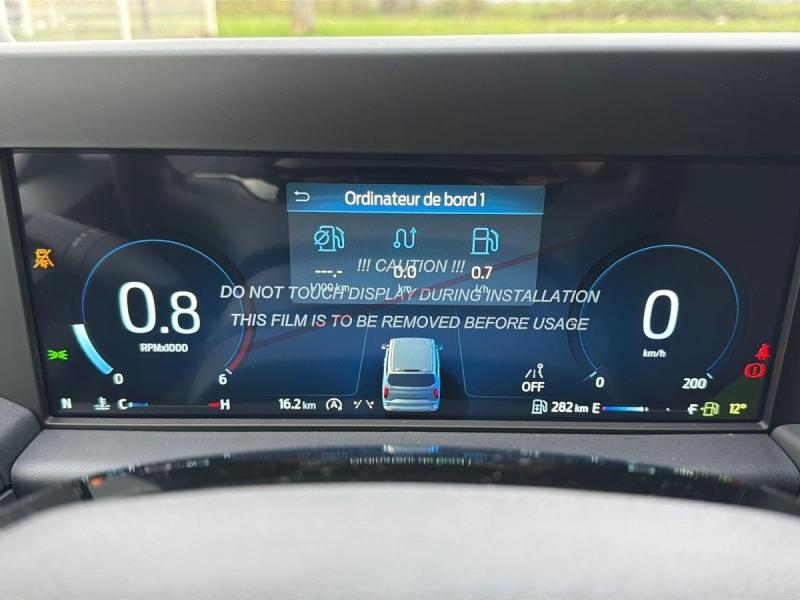 Ordinateur de bord 1
---.- 0.0 0.7
l/100km km l/h
!!! CAUTION !!!
DO NOT TOUCH DISPLAY DURING INSTALLATION
THIS FILM IS TO BE REMOVED BEFORE USAGE
0.8
RPMx1000
0 6
0
km/h
0 200
OFF
N C H 16.2 km A 282 km E F 12°